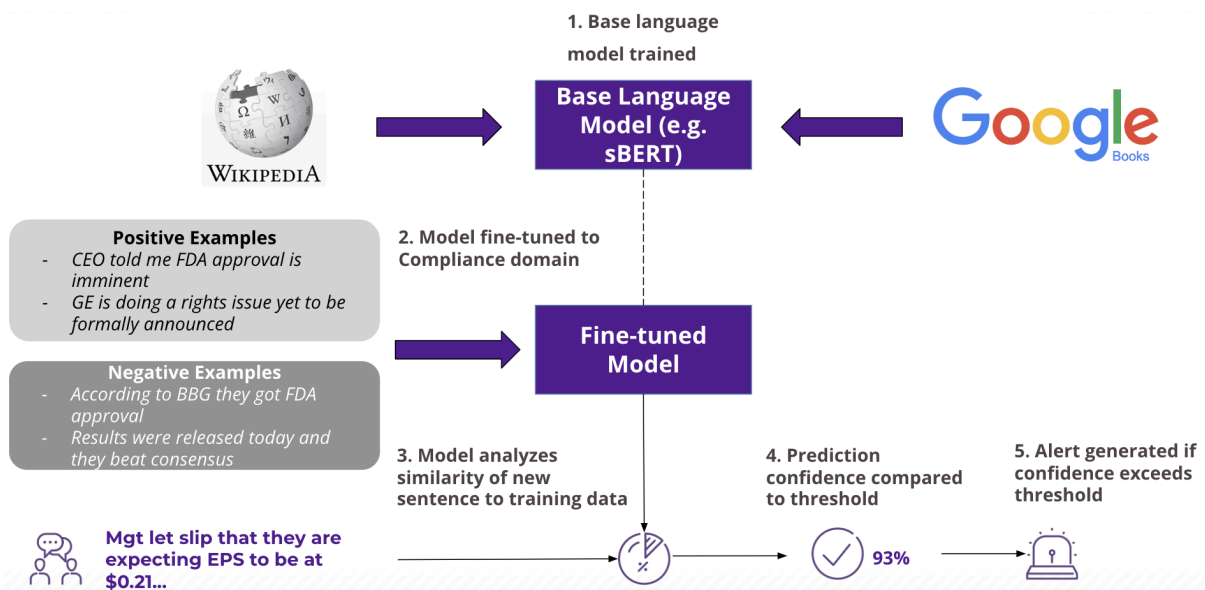 1. Base language
model trained
Ω
W
И
維
WIKIPEDIA
Base Language
Model (e.g.
sBERT)
Google
Books
Positive Examples
- CEO told me FDA approval is
imminent
- GE is doing a rights issue yet to be
formally announced
2. Model fine-tuned to
Compliance domain
Fine-tuned
Model
Negative Examples
- According to BBG they got FDA
approval
- Results were released today and
they beat consensus
3. Model analyzes
similarity of new
sentence to training data
4. Prediction
confidence compared
to threshold
5. Alert generated if
confidence exceeds
threshold
Mgt let slip that they are
expecting EPS to be at
$0.21...
%
93%